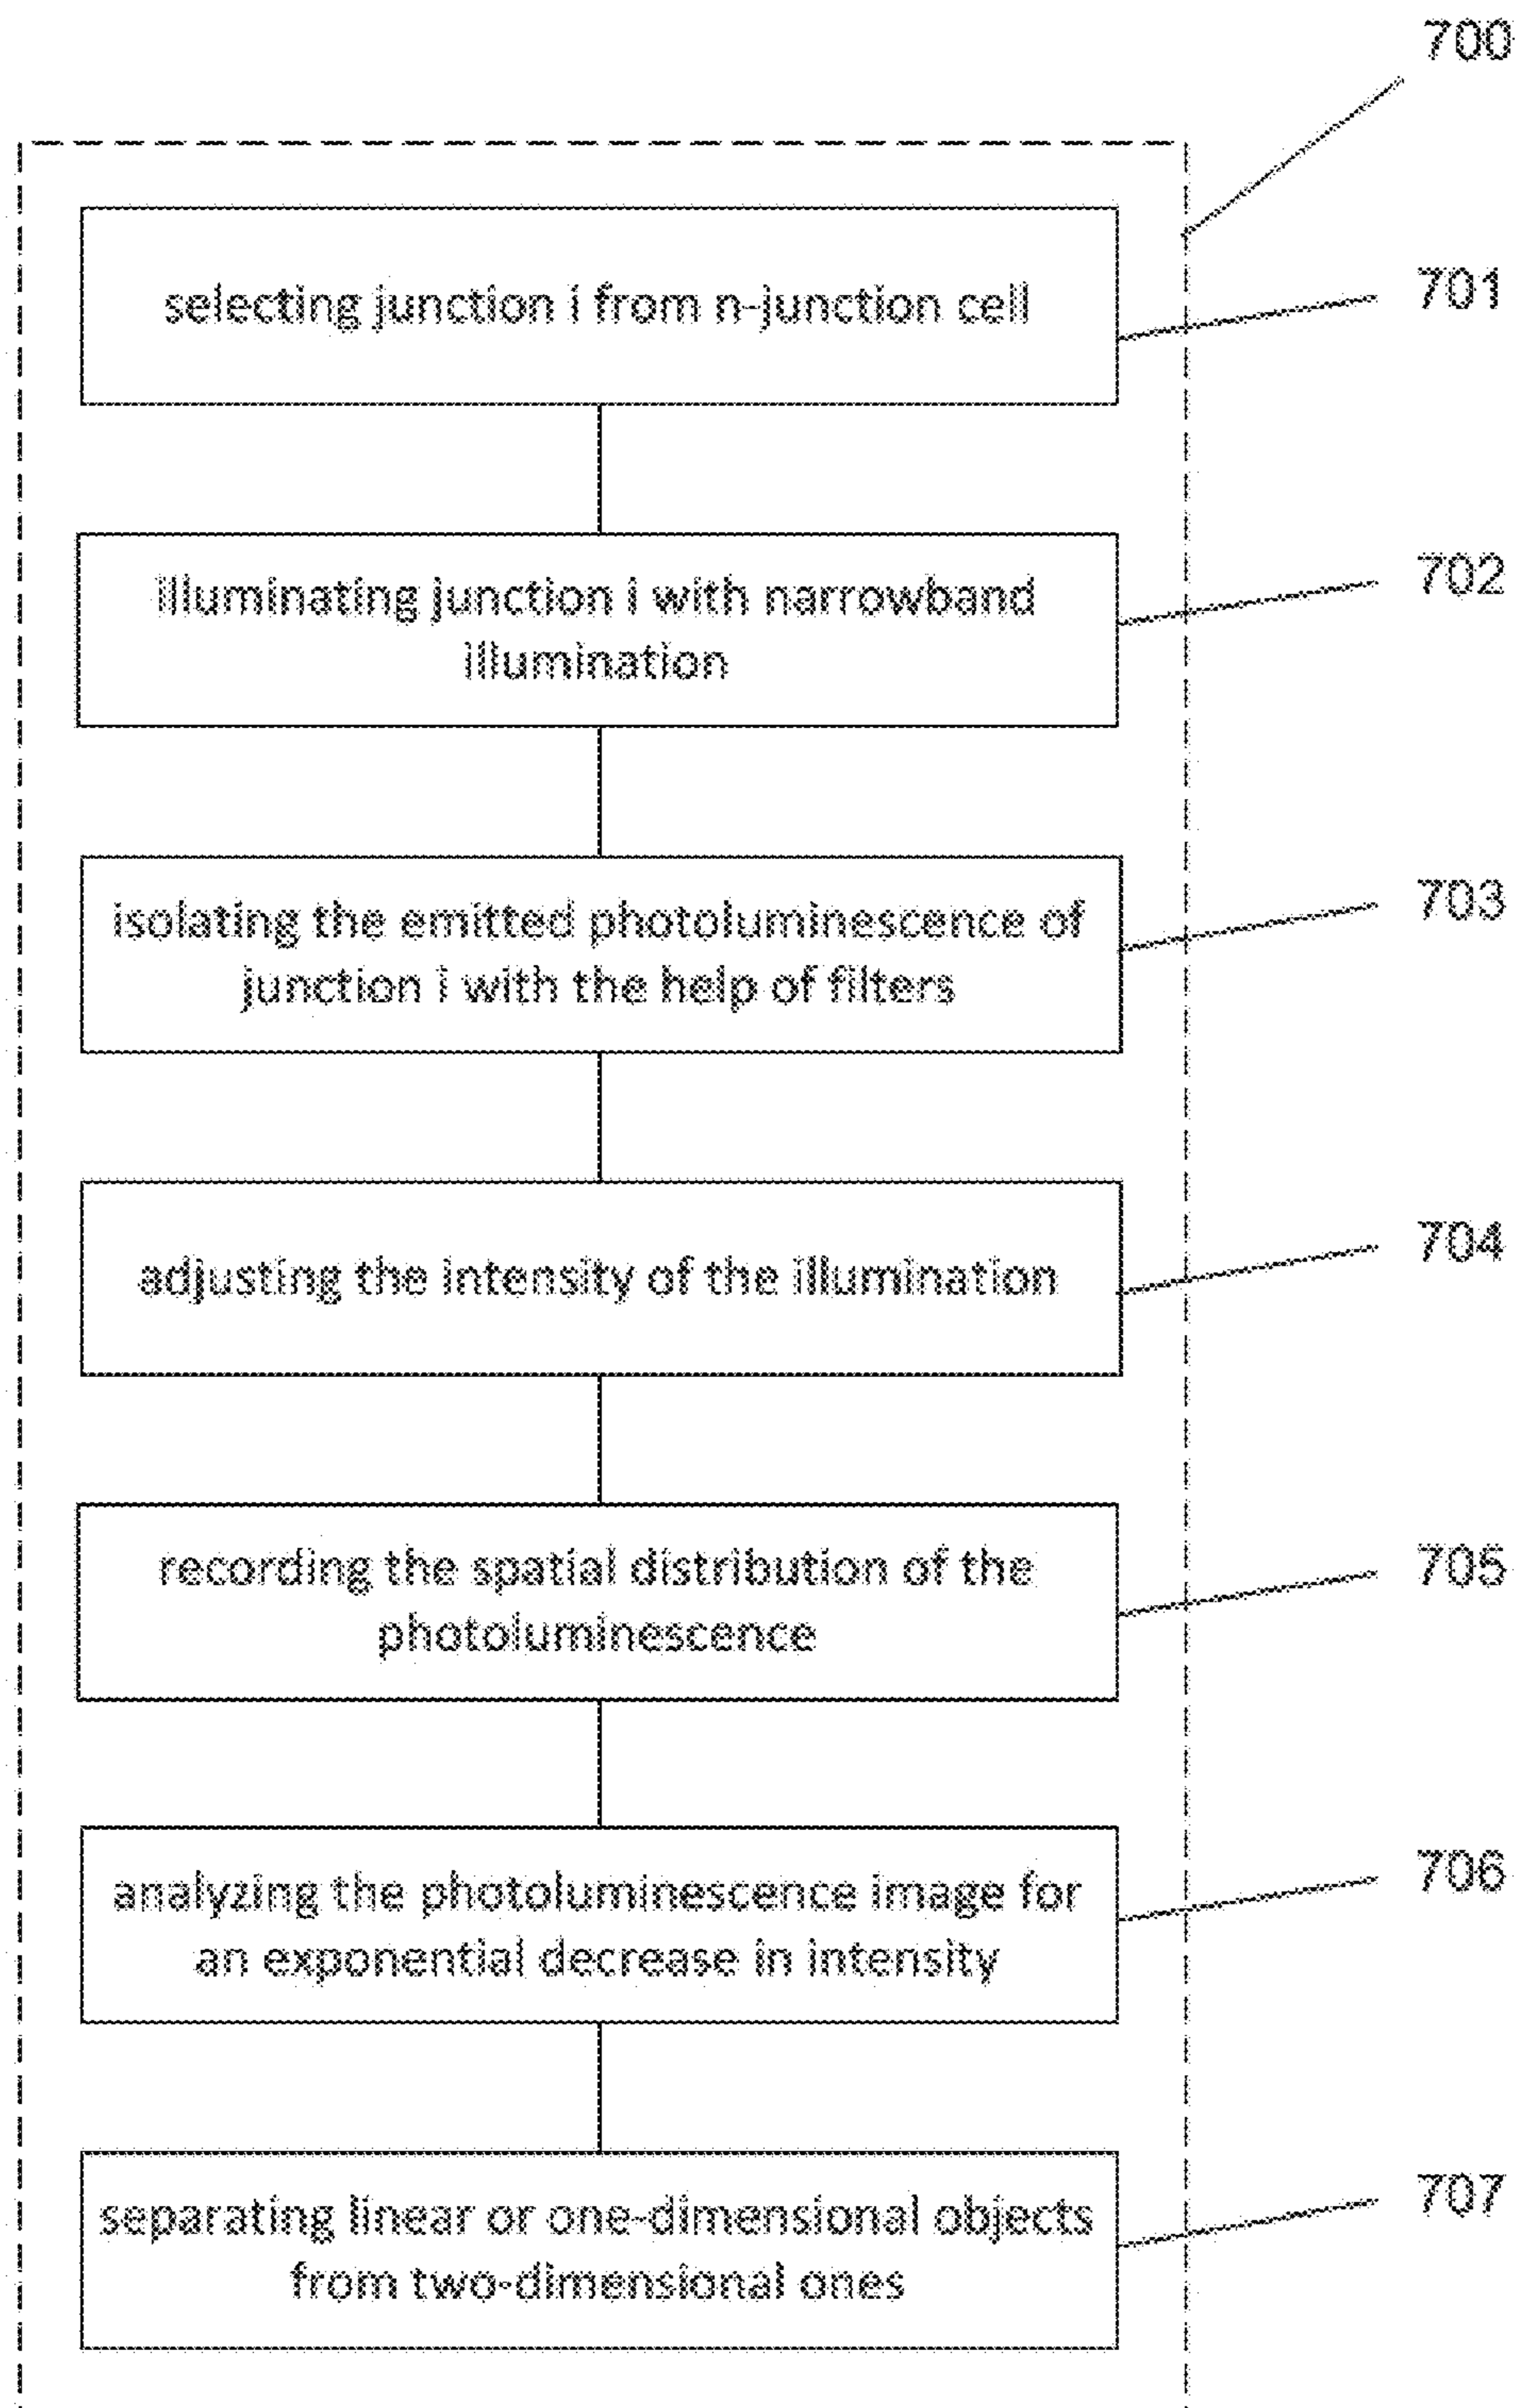 700
selecting junction i from n-junction cell
701
illuminating junction i with narrowband
illumination
702
isolating the emitted photoluminescence of
junction i with the help of filters
703
adjusting the intensity of the illumination
704
recording the spatial distribution of the
photoluminescence
705
analyzing the photoluminescence image for
an exponential decrease in intensity
706
separating linear or one-dimensional objects
from two-dimensional ones
707